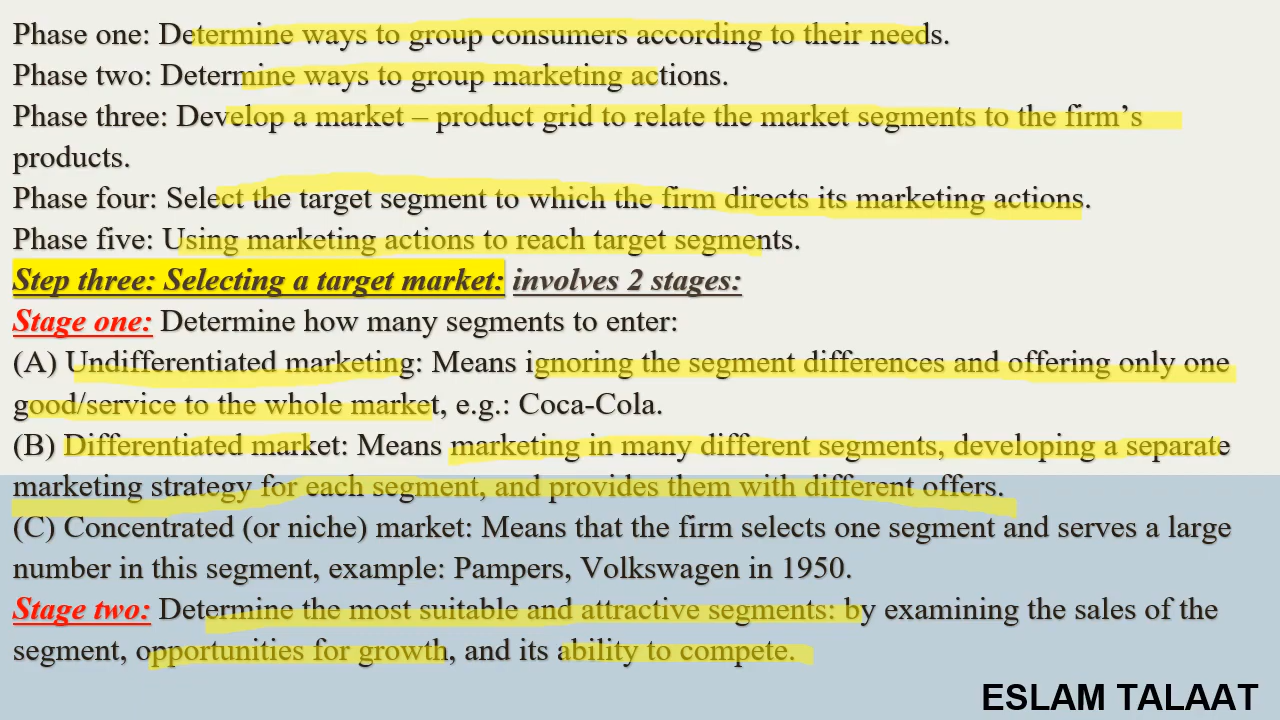 Phase one: Determine ways to group consumers according to their needs.
Phase two: Determine ways to group marketing actions.
Phase three: Develop a market – product grid to relate the market segments to the firm’s
products.
Phase four: Select the target segment to which the firm directs its marketing actions.
Phase five: Using marketing actions to reach target segments.
Step three: Selecting a target market: involves 2 stages:
Stage one: Determine how many segments to enter:
(A) Undifferentiated marketing: Means ignoring the segment differences and offering only one
good/service to the whole market, e.g.: Coca-Cola.
(B) Differentiated market: Means marketing in many different segments, developing a separate
marketing strategy for each segment, and provides them with different offers.
(C) Concentrated (or niche) market: Means that the firm selects one segment and serves a large
number in this segment, example: Pampers, Volkswagen in 1950.
Stage two: Determine the most suitable and attractive segments: by examining the sales of the
segment, opportunities for growth, and its ability to compete.
ESLAM TALAAT